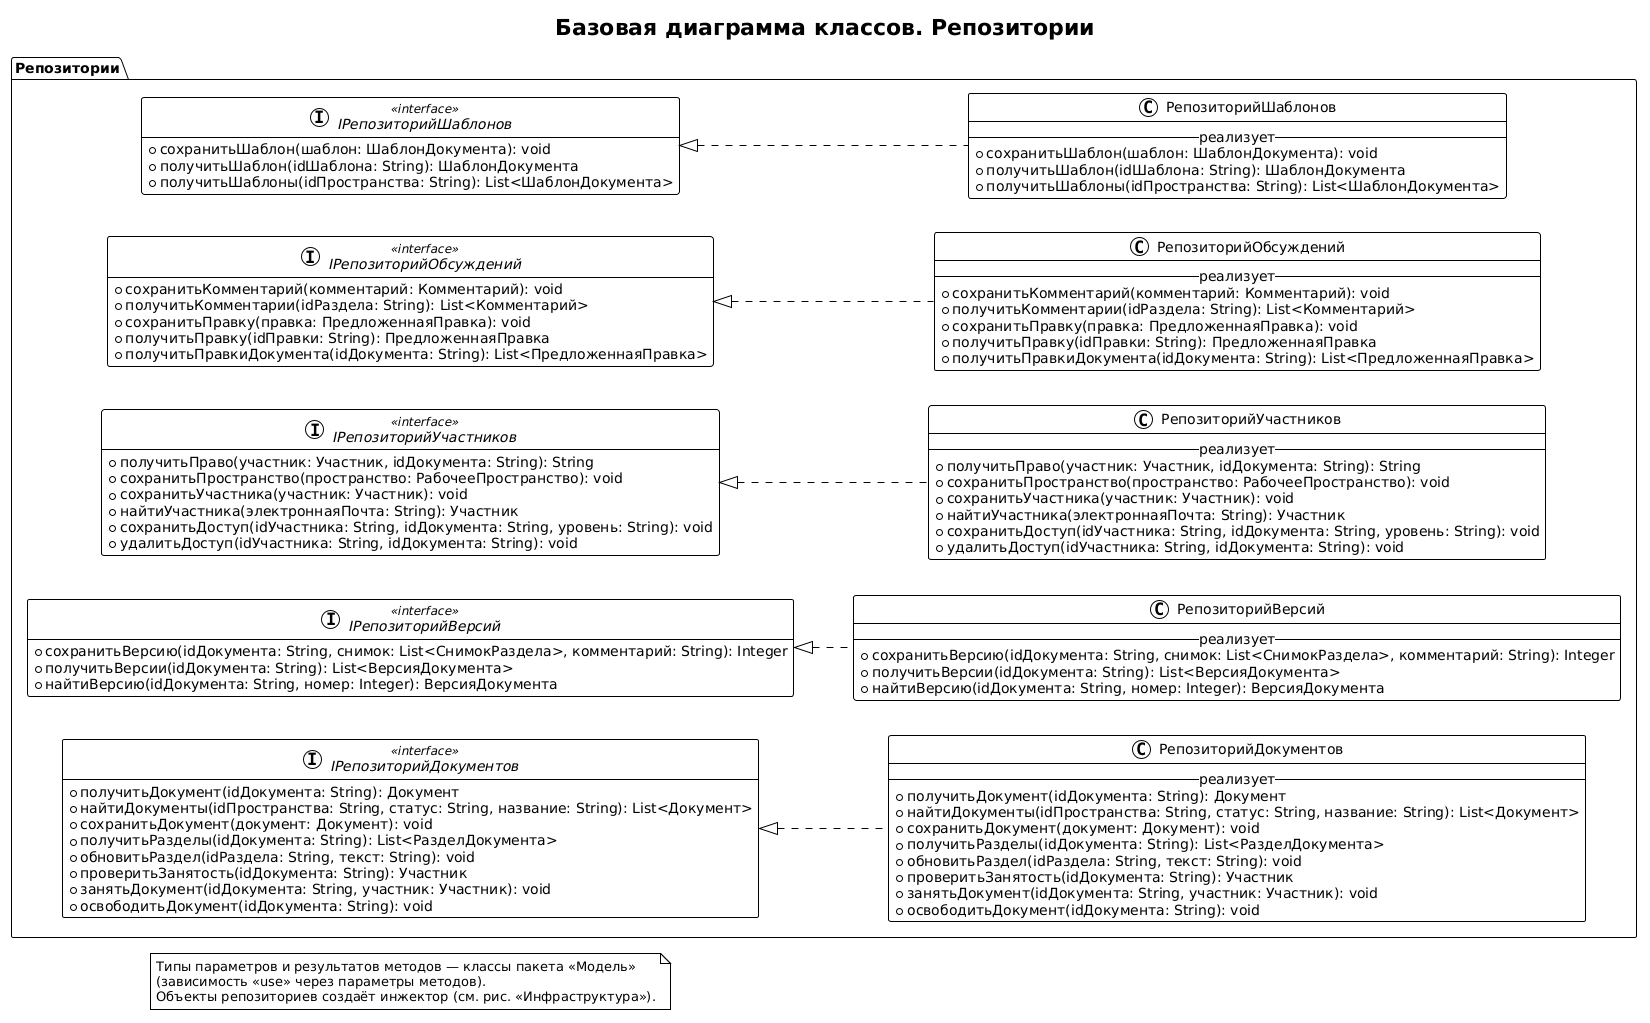 Базовая диаграмма классов. Репозитории
Репозитории
«interface»
I
IРепозиторийШаблонов
сохранитьШаблон(шаблон: ШаблонДокумента): void
получитьШаблон(idШаблона: String): ШаблонДокумента
получитьШаблоны(idПространства: String): List<ШаблонДокумента>
C РепозиторийШаблонов
реализует
сохранитьШаблон(шаблон: ШаблонДокумента): void
получитьШаблон(idШаблона: String): ШаблонДокумента
получитьШаблоны(idПространства: String): List<ШаблонДокумента>
«interface»
I
IРепозиторийОбсуждений
сохранитьКомментарий(комментарий: Комментарий): void
получитьКомментарии(idРаздела: String): List<Комментарий>
сохранитьПравку(правка: ПредложеннаяПравка): void
получитьПравку(idПравки: String): ПредложеннаяПравка
получитьПравкиДокумента(idДокумента: String): List<ПредложеннаяПравка>
C РепозиторийОбсуждений
реализует
сохранитьКомментарий(комментарий: Комментарий): void
получитьКомментарии(idРаздела: String): List<Комментарий>
сохранитьПравку(правка: ПредложеннаяПравка): void
получитьПравку(idПравки: String): ПредложеннаяПравка
получитьПравкиДокумента(idДокумента: String): List<ПредложеннаяПравка>
«interface»
I
IРепозиторийУчастников
получитьПраво(участник: Участник, idДокумента: String): String
сохранитьПространство(пространство: РабочееПространство): void
сохранитьУчастника(участник: Участник): void
найтиУчастника(электроннаяПочта: String): Участник
сохранитьДоступ(idУчастника: String, idДокумента: String, уровень: String): void
удалитьДоступ(idУчастника: String, idДокумента: String): void
C РепозиторийУчастников
реализует
получитьПраво(участник: Участник, idДокумента: String): String
сохранитьПространство(пространство: РабочееПространство): void
сохранитьУчастника(участник: Участник): void
найтиУчастника(электроннаяПочта: String): Участник
сохранитьДоступ(idУчастника: String, idДокумента: String, уровень: String): void
удалитьДоступ(idУчастника: String, idДокумента: String): void
«interface»
I
IРепозиторийВерсий
сохранитьВерсию(idДокумента: String, снимок: List<СнимокРаздела>, комментарий: String): Integer
получитьВерсии(idДокумента: String): List<ВерсияДокумента>
найтиВерсию(idДокумента: String, номер: Integer): ВерсияДокумента
C РепозиторийВерсий
реализует
сохранитьВерсию(idДокумента: String, снимок: List<СнимокРаздела>, комментарий: String): Integer
получитьВерсии(idДокумента: String): List<ВерсияДокумента>
найтиВерсию(idДокумента: String, номер: Integer): ВерсияДокумента
«interface»
I
IРепозиторийДокументов
получитьДокумент(idДокумента: String): Документ
найтиДокументы(idПространства: String, статус: String, название: String): List<Документ>
сохранитьДокумент(документ: Документ): void
получитьРазделы(idДокумента: String): List<РазделДокумента>
обновитьРаздел(idРаздела: String, текст: String): void
проверитьЗанятость(idДокумента: String): Участник
занятьДокумент(idДокумента: String, участник: Участник): void
освободитьДокумент(idДокумента: String): void
C РепозиторийДокументов
реализует
получитьДокумент(idДокумента: String): Документ
найтиДокументы(idПространства: String, статус: String, название: String): List<Документ>
сохранитьДокумент(документ: Документ): void
получитьРазделы(idДокумента: String): List<РазделДокумента>
обновитьРаздел(idРаздела: String, текст: String): void
проверитьЗанятость(idДокумента: String): Участник
занятьДокумент(idДокумента: String, участник: Участник): void
освободитьДокумент(idДокумента: String): void
Типы параметров и результатов методов — классы пакета «Модель»
(зависимость «use» через параметры методов).
Объекты репозиториев создаёт инжектор (см. рис. «Инфраструктура»).